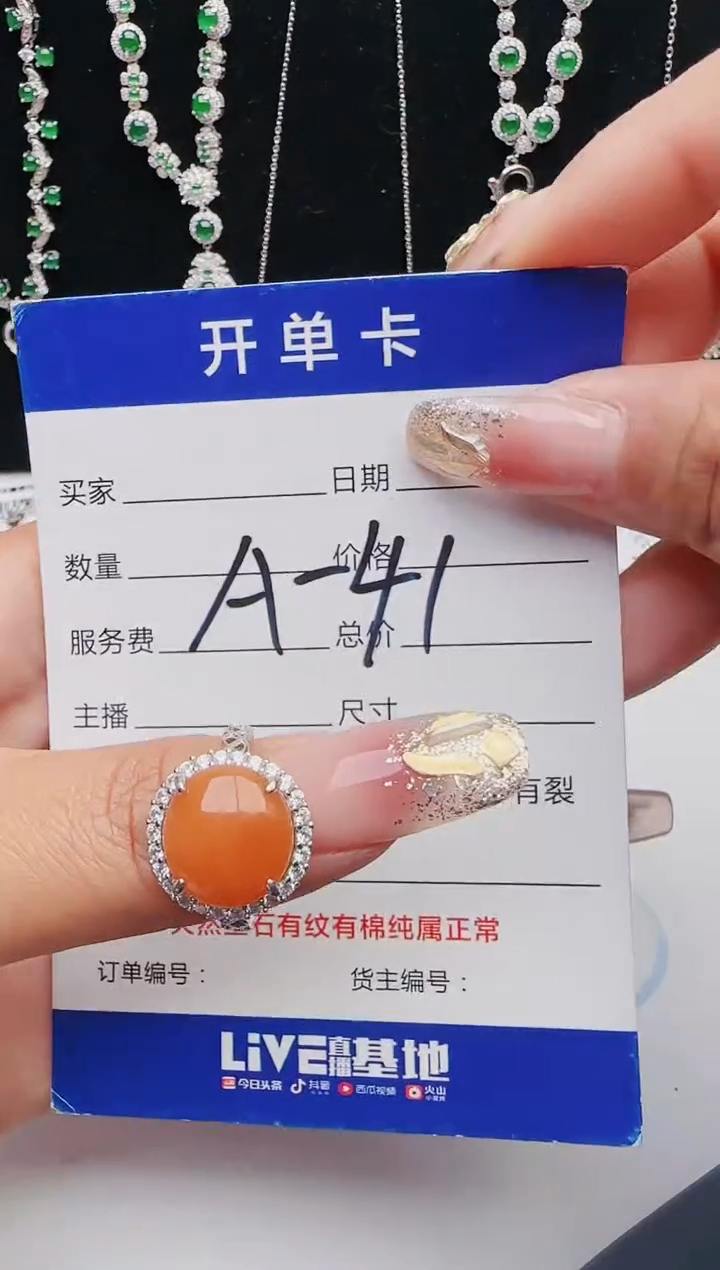 开单卡
买家 日期
数量 价格
A-41
服务费 总价
主播 尺寸
有裂
石有纹有棉纯属正常
订单编号： 货主编号：
LiVE直播基地
今日头条 抖音 西瓜视频 火山